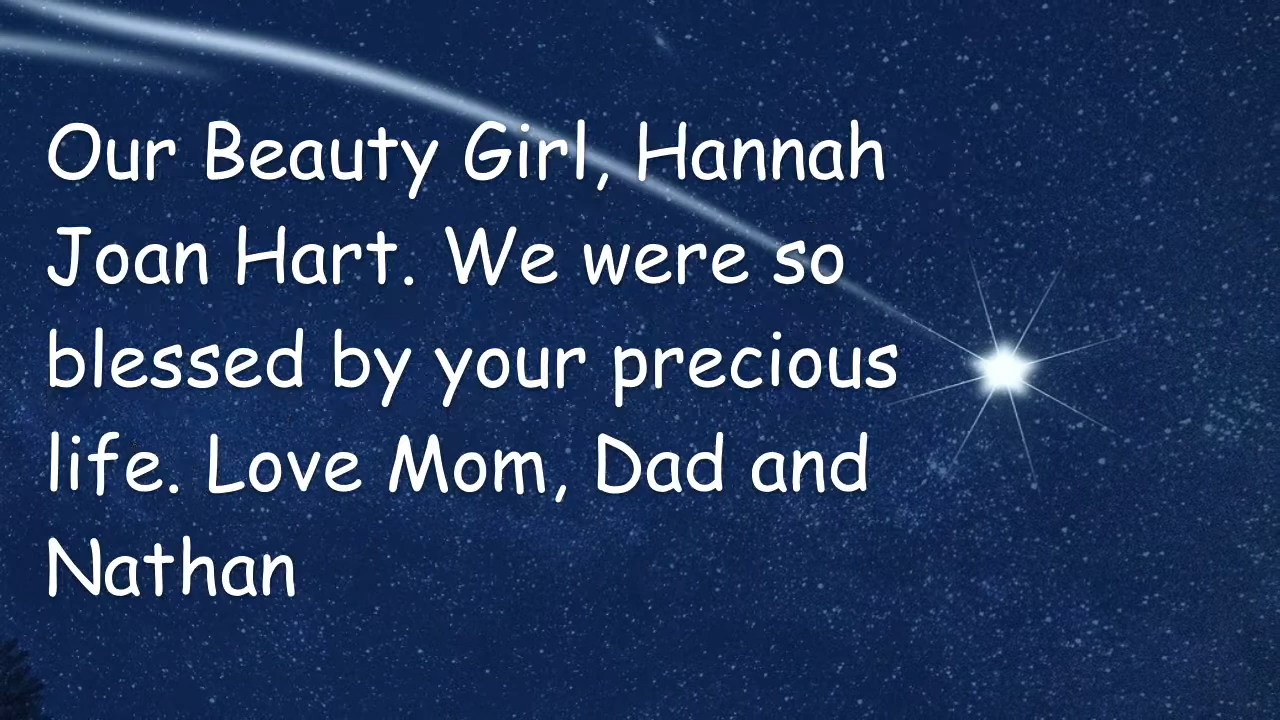 Our Beauty Girl, Hannah
Joan Hart. We were so
blessed by your precious
life. Love Mom, Dad and
Nathan